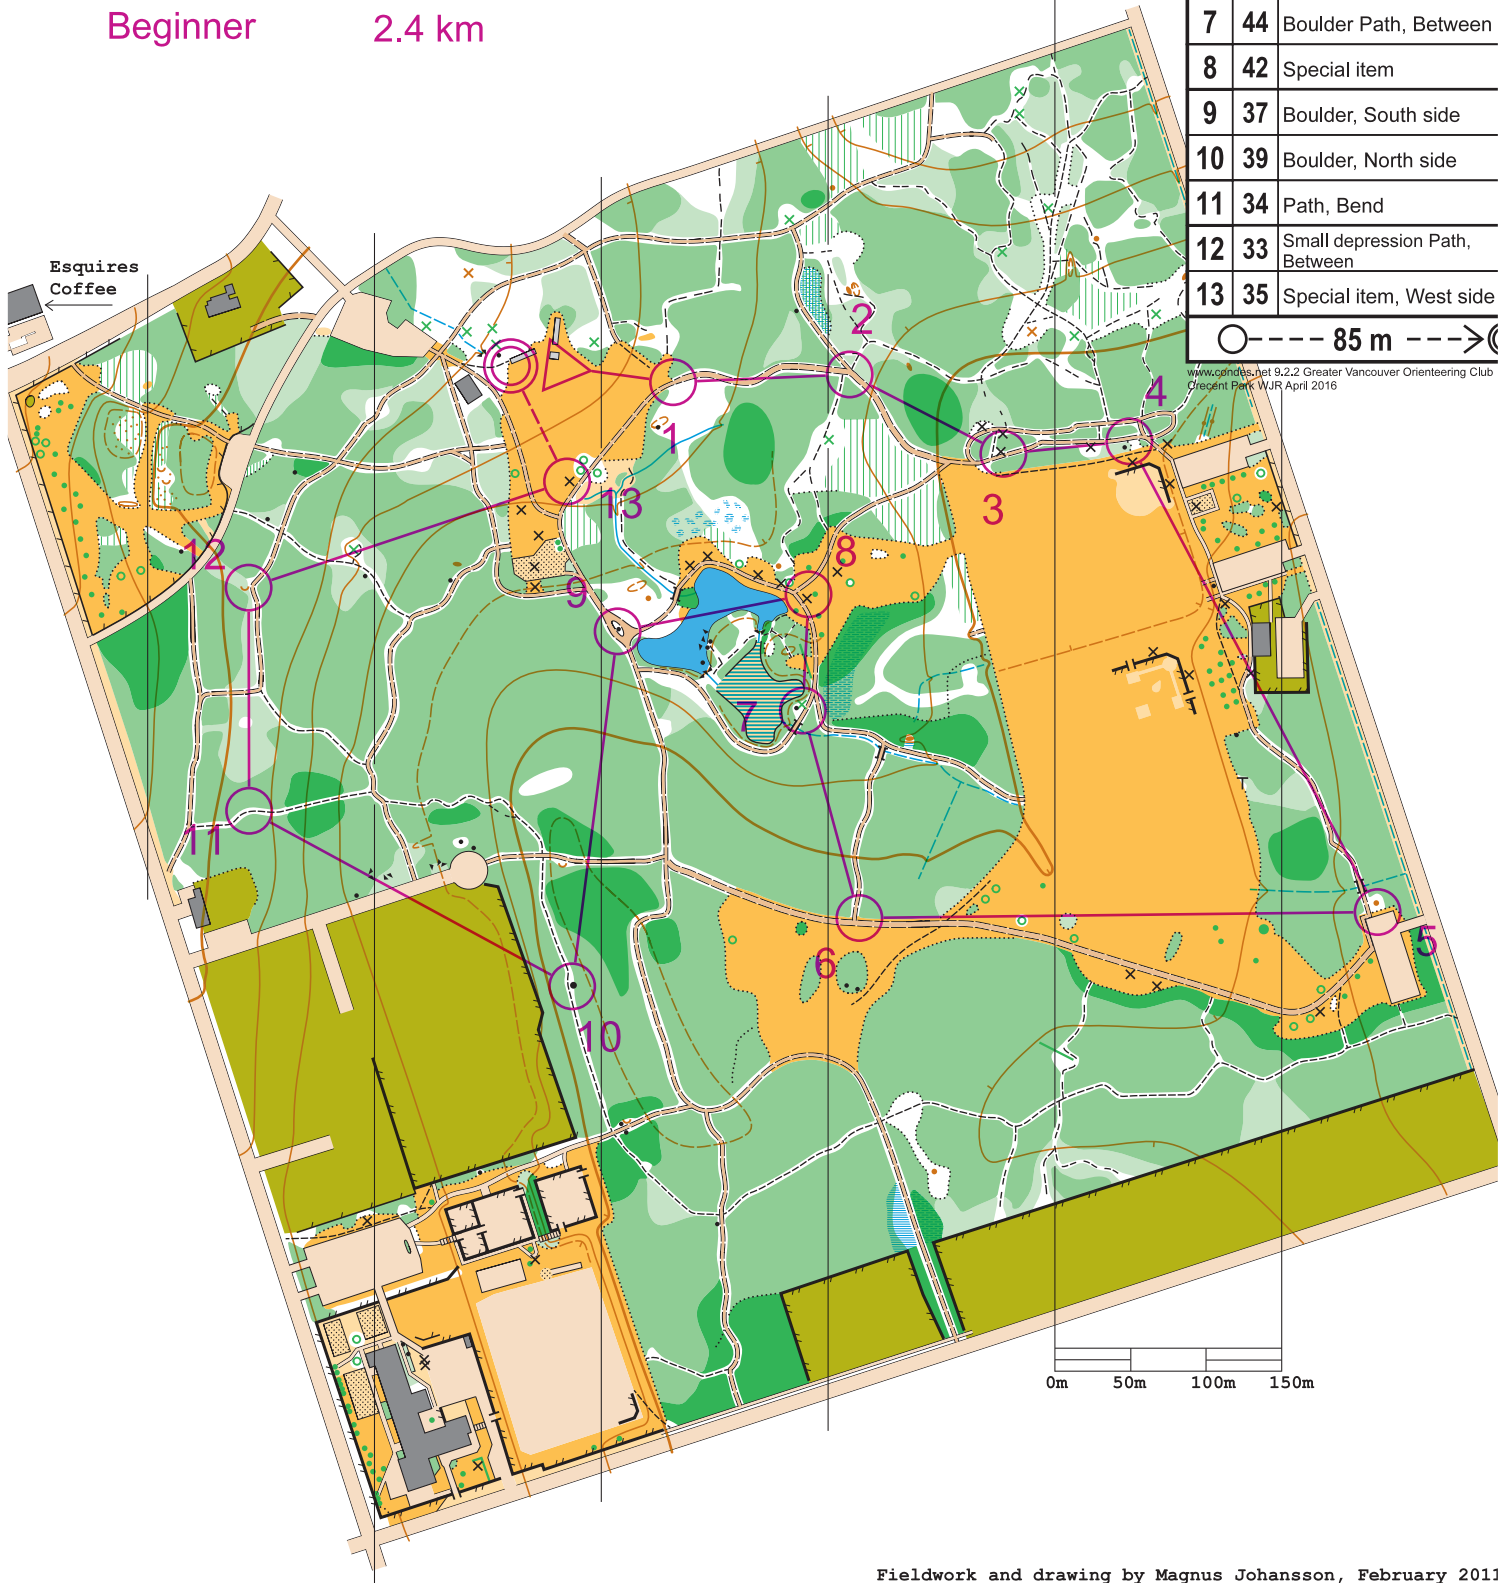 Beginner 2.4 km
7 44 Boulder Path, Between
8 42 Special item
9 37 Boulder, South side
10 39 Boulder, North side
11 34 Path, Bend
12 33 Small depression Path,
Between
13 35 Special item, West side
85 m
www.condes.net 9.2.2 Greater Vancouver Orienteering Club
Crecent Park WJR April 2016
Esquires
Coffee
2
4
1
13
3
12
8
9
7
11
5
6
10
T
0m 50m 100m 150m
Fieldwork and drawing by Magnus Johansson, February 2011